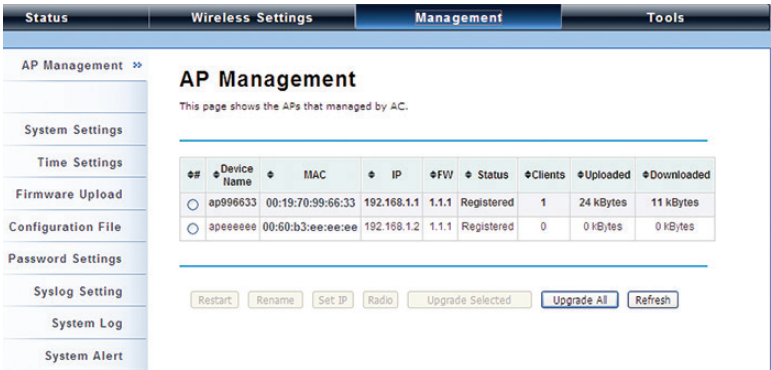 Status Wireless Settings Management Tools
AP Management »
AP Management
This page shows the APs that managed by AC.
System Settings
Time Settings
Firmware Upload
Configuration File
Password Settings
Syslog Setting
System Log
System Alert
# Device Name MAC IP FW Status Clients Uploaded Downloaded
ap996633 00:19:70:99:66:33 192.168.1.1 1.1.1 Registered 1 24 kBytes 11 kBytes
apeeeeee 00:60:b3:ee:ee:ee 192.168.1.2 1.1.1 Registered 0 0 kBytes 0 kBytes
Restart Rename Set IP Radio Upgrade Selected Upgrade All Refresh